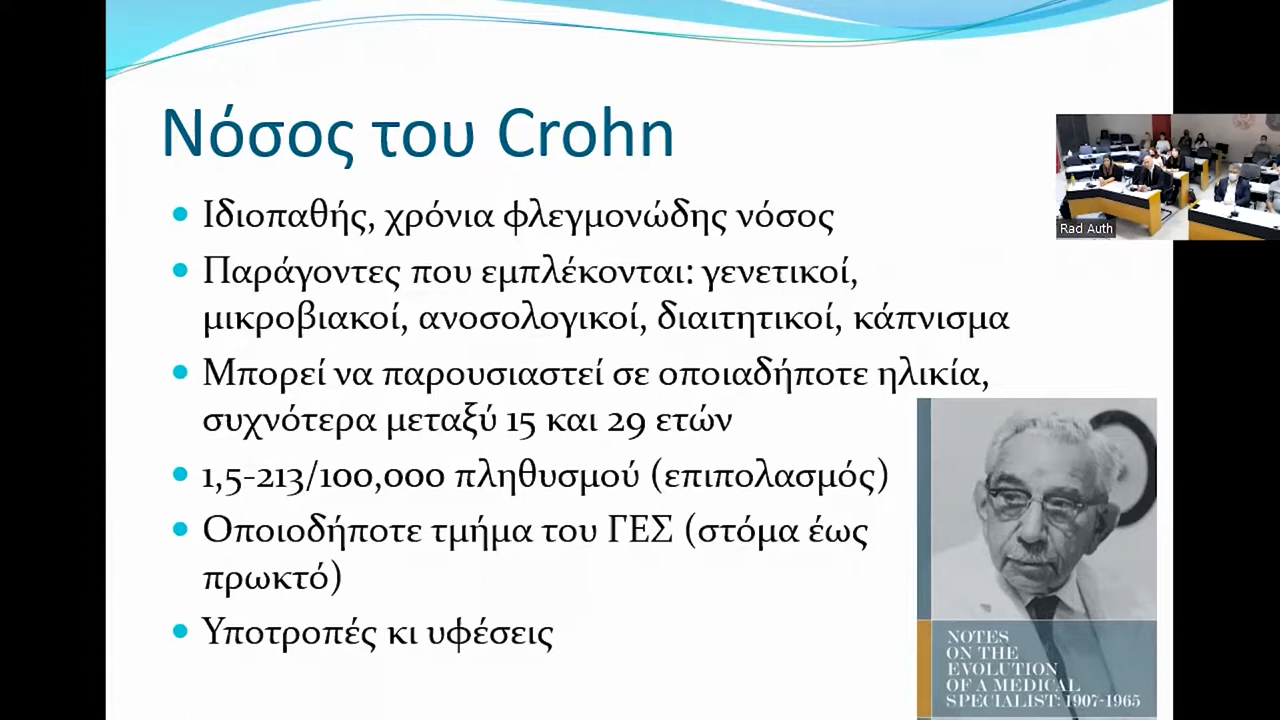 Νόσος του Crohn
Ιδιοπαθής, χρόνια φλεγμονώδης νόσος
Παράγοντες που εμπλέκονται: γενετικοί,
μικροβιακοί, ανοσολογικοί, διαιτητικοί, κάπνισμα
Μπορεί να παρουσιαστεί σε οποιαδήποτε ηλικία,
συχνότερα μεταξύ 15 και 29 ετών
1,5-213/100,000 πληθυσμού (επιπολασμός)
Οποιοδήποτε τμήμα του ΓΕΣ (στόμα έως
πρωκτό)
Υποτροπές κι υφέσεις
Rad Auth
NOTES
ON THE
EVOLUTION
OF A MEDICAL
SPECIALIST: 1907-1965